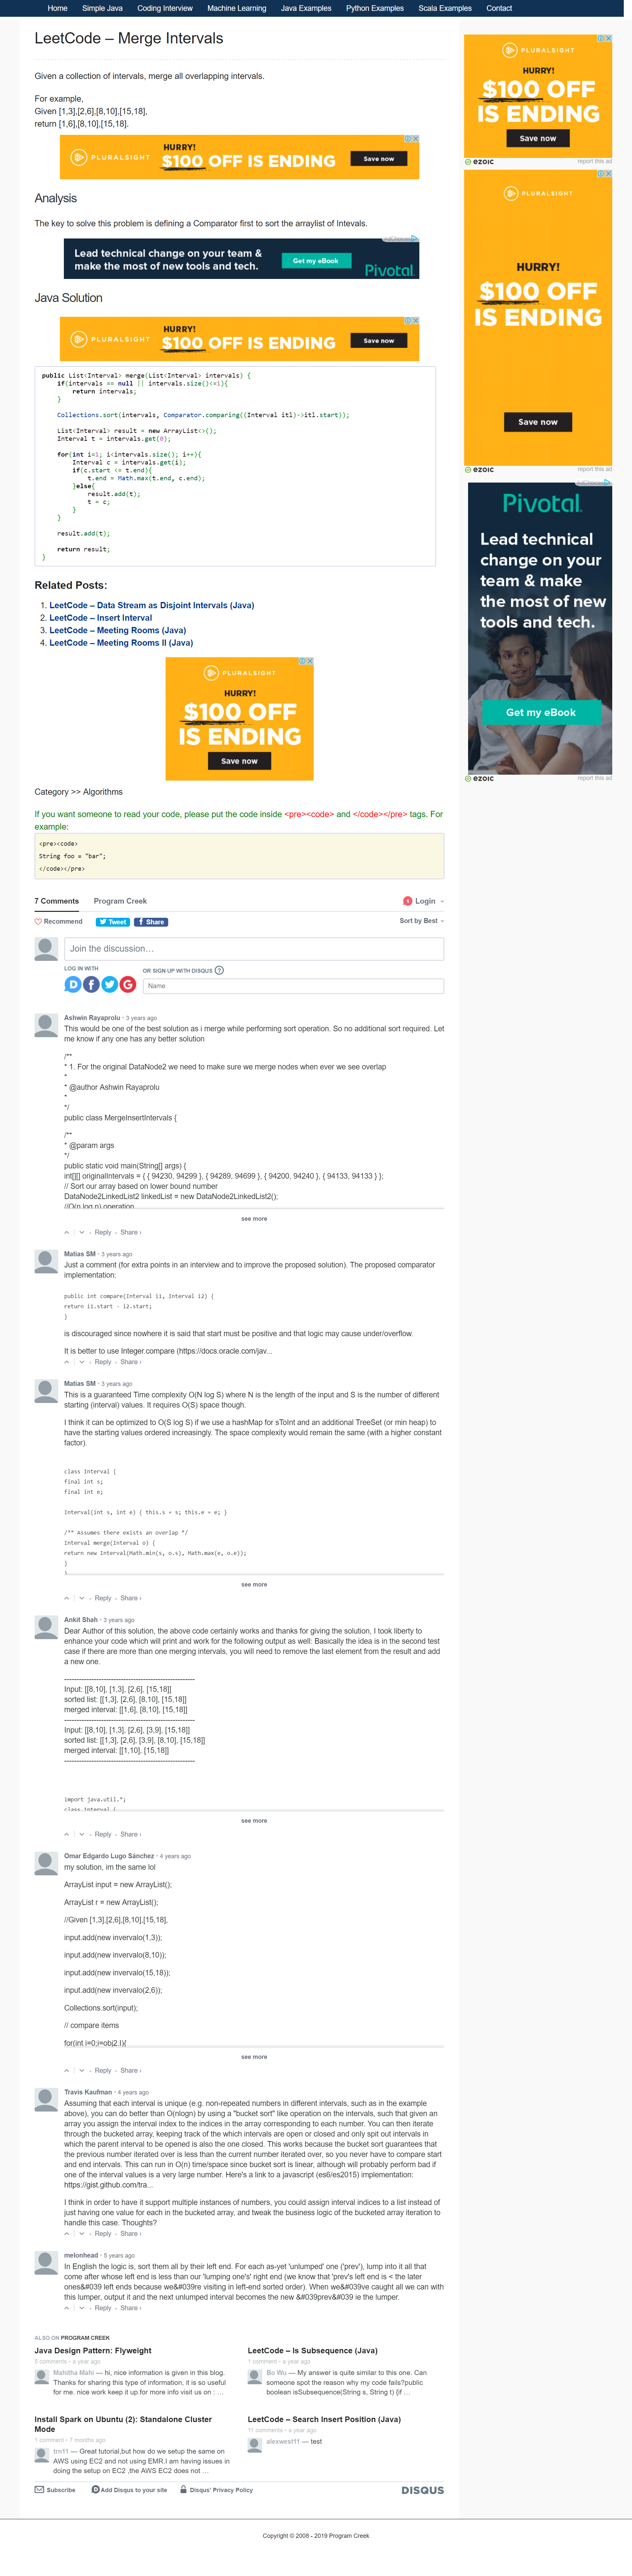 Home Simple Java Coding Interview Machine Learning Java Examples Python Examples Scala Examples Contact
LeetCode – Merge Intervals
Given a collection of intervals, merge all overlapping intervals.
For example,
Given [1,3],[2,6],[8,10],[15,18],
return [1,6],[8,10],[15,18].
PLURALSIGHT
HURRY!
$100 OFF IS ENDING
Save now
Analysis
The key to solve this problem is defining a Comparator first to sort the arraylist of Intevals.
Lead technical change on your team &
make the most of new tools and tech.
Get my eBook
Pivotal
Java Solution
PLURALSIGHT
HURRY!
$100 OFF IS ENDING
Save now
public List<Interval> merge(List<Interval> intervals) {
if(intervals == null || intervals.size()<=1){
return intervals;
}
Collections.sort(intervals, Comparator.comparing((Interval itl)->itl.start));
List<Interval> result = new ArrayList<>();
Interval t = intervals.get(0);
for(int i=1; i<intervals.size(); i++){
Interval c = intervals.get(i);
if(c.start <= t.end){
t.end = Math.max(t.end, c.end);
}else{
result.add(t);
t = c;
}
}
result.add(t);
return result;
}
Related Posts:
1. LeetCode – Data Stream as Disjoint Intervals (Java)
2. LeetCode – Insert Interval
3. LeetCode – Meeting Rooms (Java)
4. LeetCode – Meeting Rooms II (Java)
PLURALSIGHT
HURRY!
$100 OFF
IS ENDING
Save now
Category >> Algorithms
If you want someone to read your code, please put the code inside <pre><code> and </code></pre> tags. For
example:
<pre><code>
String foo = "bar";
</code></pre>
7 Comments Program Creek 1 Login
Recommend Tweet Share Sort by Best
Join the discussion…
LOG IN WITH
OR SIGN UP WITH DISQUS ?
Name
Ashwin Rayaprolu • 3 years ago
This would be one of the best solution as i merge while performing sort operation. So no additional sort required. Let
me know if any one has any better solution
/**
* 1. For the original DataNode2 we need to make sure we merge nodes when ever we see overlap
*
* @author Ashwin Rayaprolu
*
*/
public class MergeInsertIntervals {
/**
* @param args
*/
public static void main(String[] args) {
int[][] originalIntervals = { { 94230, 94299 }, { 94289, 94699 }, { 94200, 94240 }, { 94133, 94133 } };
// Sort our array based on lower bound number
DataNode2LinkedList2 linkedList = new DataNode2LinkedList2();
//O(n log n) operation
see more
Reply • Share ›
Matias SM • 3 years ago
Just a comment (for extra points in an interview and to improve the proposed solution). The proposed comparator
implementation:
public int compare(Interval i1, Interval i2) {
return i1.start - i2.start;
}
is discouraged since nowhere it is said that start must be positive and that logic may cause under/overflow.
It is better to use Integer.compare (https://docs.oracle.com/jav...
Reply • Share ›
Matias SM • 3 years ago
This is a guaranteed Time complexity O(N log S) where N is the length of the input and S is the number of different
starting (interval) values. It requires O(S) space though.
I think it can be optimized to O(S log S) if we use a hashMap for sToInt and an additional TreeSet (or min heap) to
have the starting values ordered increasingly. The space complexity would remain the same (with a higher constant
factor).
class Interval {
final int s;
final int e;
Interval(int s, int e) { this.s = s; this.e = e; }
/** Assumes there exists an overlap */
Interval merge(Interval o) {
return new Interval(Math.min(s, o.s), Math.max(e, o.e));
}
}
see more
Reply • Share ›
Ankit Shah • 3 years ago
Dear Author of this solution, the above code certainly works and thanks for giving the solution, I took liberty to
enhance your code which will print and work for the following output as well: Basically the idea is in the second test
case if there are more than one merging intervals, you will need to remove the last element from the result and add
a new one.
-----------------------------------------------------
Input: [[8,10], [1,3], [2,6], [15,18]]
sorted list: [[1,3], [2,6], [8,10], [15,18]]
merged interval: [[1,6], [8,10], [15,18]]
-----------------------------------------------------
Input: [[8,10], [1,3], [2,6], [3,9], [15,18]]
sorted list: [[1,3], [2,6], [3,9], [8,10], [15,18]]
merged interval: [[1,10], [15,18]]
-----------------------------------------------------
import java.util.*;
class interval {
see more
Reply • Share ›
Omar Edgardo Lugo Sánchez • 4 years ago
my solution, im the same lol
ArrayList input = new ArrayList();
ArrayList r = new ArrayList();
//Given [1,3],[2,6],[8,10],[15,18],
input.add(new invervalo(1,3));
input.add(new invervalo(8,10));
input.add(new invervalo(15,18));
input.add(new invervalo(2,6));
Collections.sort(input);
// compare items
for(int i=0;i=obj2.I){
see more
Reply • Share ›
Travis Kaufman • 4 years ago
Assuming that each interval is unique (e.g. non-repeated numbers in different intervals, such as in the example
above), you can do better than O(nlogn) by using a "bucket sort" like operation on the intervals, such that given an
array you assign the interval index to the indices in the array corresponding to each number. You can then iterate
through the bucketed array, keeping track of the which intervals are open or closed and only spit out intervals in
which the parent interval to be opened is also the one closed. This works because the bucket sort guarantees that
the previous number iterated over is less than the current number iterated over, so you never have to compare start
and end intervals. This can run in O(n) time/space since bucket sort is linear, although will probably perform bad if
one of the interval values is a very large number. Here's a link to a javascript (es6/es2015) implementation:
https://gist.github.com/tra...
I think in order to have it support multiple instances of numbers, you could assign interval indices to a list instead of
just having one value for each in the bucketed array, and tweak the business logic of the bucketed array iteration to
handle this case. Thoughts?
Reply • Share ›
melonhead • 5 years ago
In English the logic is, sort them all by their left end. For each as-yet 'unlumped' one ('prev'), lump into it all that
come after whose left end is less than our 'lumping one's' right end (we know that 'prev's left end is < the later
ones&#039 left ends because we&#039re visiting in left-end sorted order). When we&#039ve caught all we can with
this lumper, output it and the next unlumped interval becomes the new &#039prev&#039 ie the lumper.
Reply • Share ›
ALSO ON PROGRAM CREEK
Java Design Pattern: Flyweight
5 comments • a year ago
Mahitha Mahi — hi, nice information is given in this blog.
Thanks for sharing this type of information, it is so useful
for me. nice work keep it up.for more info visit us on : …
LeetCode – Is Subsequence (Java)
1 comment • a year ago
Bo Wu — My answer is quite similar to this one. Can
someone spot the reason why my code fails?public
boolean isSubsequence(String s, String t) {if …
Install Spark on Ubuntu (2): Standalone Cluster
Mode
1 comment • 7 months ago
trn11 — Great tutorial,but how do we setup the same on
AWS using EC2 and not using EMR.I am having issues in
doing the setup on EC2 ,the AWS EC2 does not …
LeetCode – Search Insert Position (Java)
11 comments • a year ago
alexwest11 — test
Subscribe Add Disqus to your site Disqus' Privacy Policy DISQUS
PLURALSIGHT
HURRY!
$100 OFF
IS ENDING
Save now
ezoic report this ad
PLURALSIGHT
HURRY!
$100 OFF
IS ENDING
Save now
ezoic report this ad
Pivotal
Lead technical
change on your
team & make
the most of new
tools and tech.
Get my eBook
ezoic report this ad
Copyright © 2008 - 2019 Program Creek